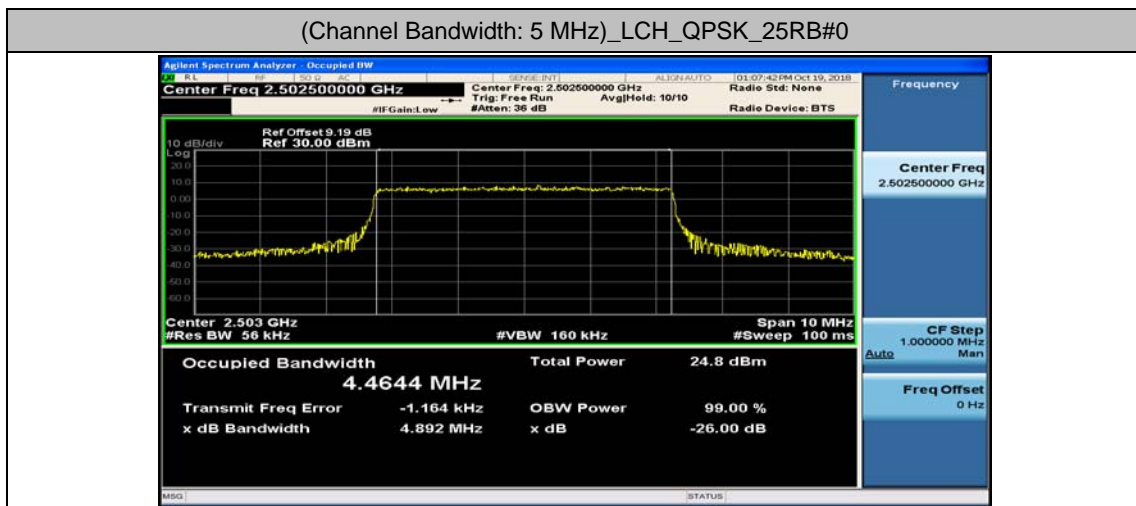 (Channel Bandwidth: 5 MHz)_LCH_QPSK_25RB#0
Agilent Spectrum Analyzer - Occupied BW
LXI RL RF 50 Ω AC SENSE:INT ALIGN AUTO 01:07:42 PM Oct 19, 2018
Center Freq 2.502500000 GHz
Center Freq: 2.502500000 GHz
Radio Std: None
Trig: Free Run
Avg|Hold: 10/10
#IFGain:Low
#Atten: 36 dB
Radio Device: BTS
Ref Offset 9.19 dB
10 dB/div
Ref 30.00 dBm
Log
20.0
10.0
0.00
-10.0
-20.0
-30.0
-40.0
-50.0
-60.0
Center 2.503 GHz
Span 10 MHz
#Res BW 56 kHz
#VBW 160 kHz
#Sweep 100 ms
Occupied Bandwidth
Total Power
24.8 dBm
4.4644 MHz
Transmit Freq Error
-1.164 kHz
OBW Power
99.00 %
x dB Bandwidth
4.892 MHz
x dB
-26.00 dB
MSG
STATUS
Frequency
Center Freq
2.502500000 GHz
CF Step
1.000000 MHz
Auto Man
Freq Offset
0 Hz